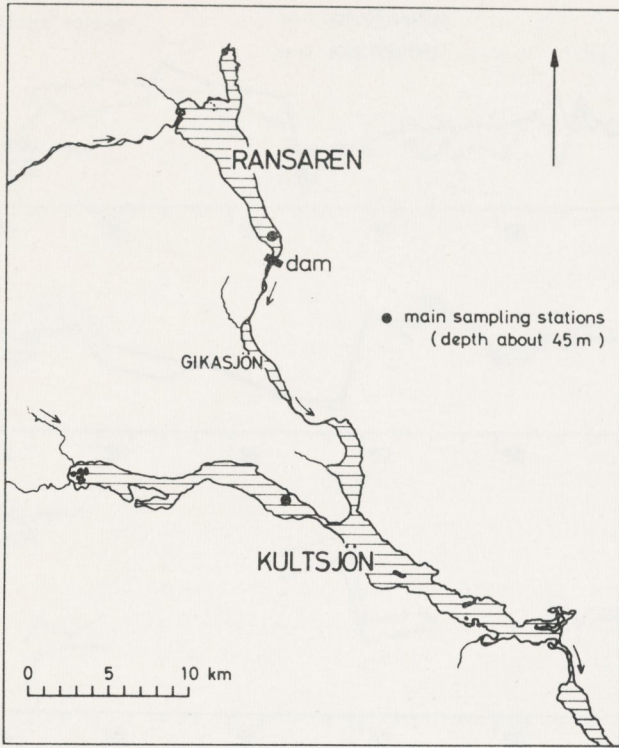 RANSAREN
dam
● main sampling stations
(depth about 45 m)
GIKASJÖN
KULTSJÖN
0 5 10 km